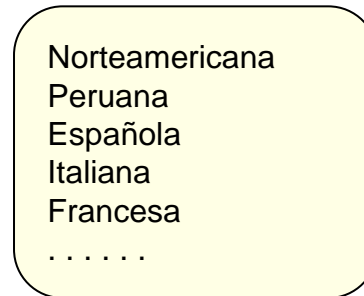 Norteamericana
Peruana
Española
Italiana
Francesa
. . . . . .